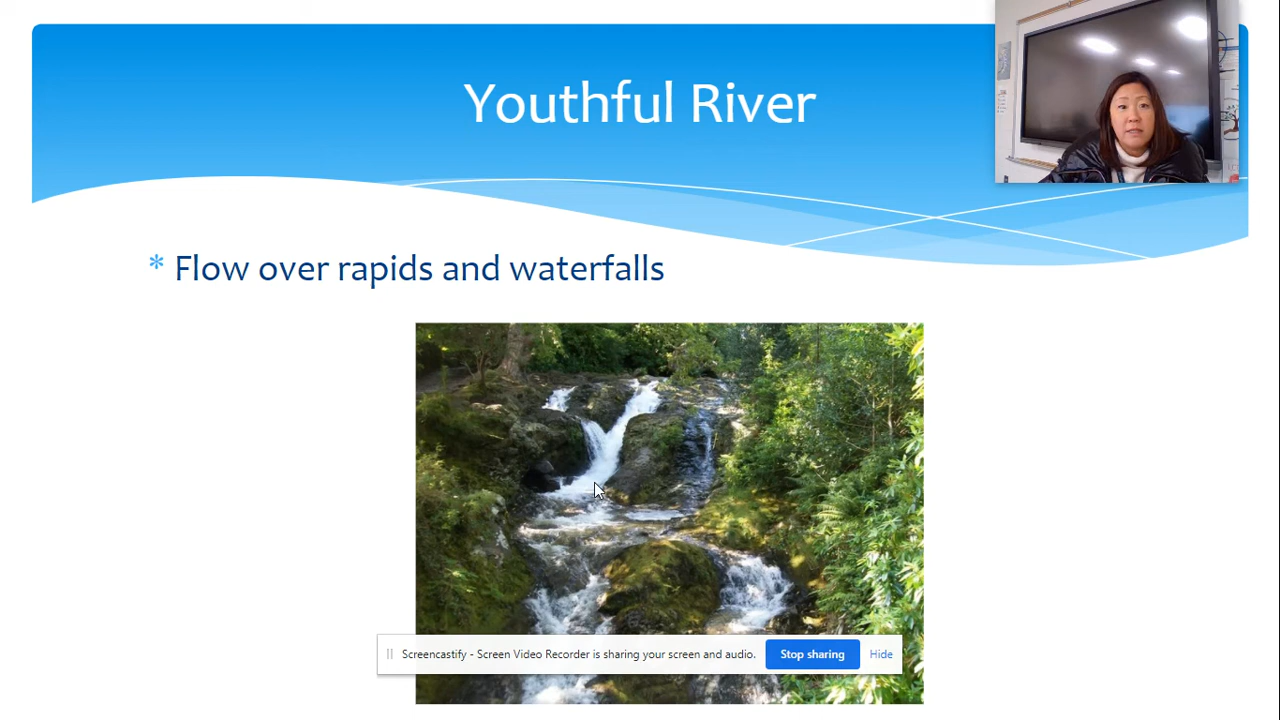 Youthful River
* Flow over rapids and waterfalls
Screencastify - Screen Video Recorder is sharing your screen and audio. Stop sharing Hide